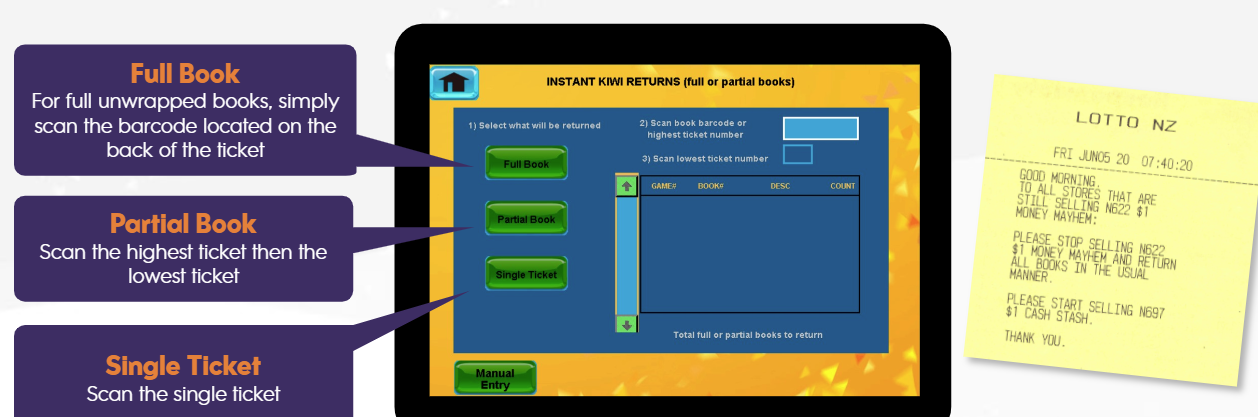 Full Book
For full unwrapped books, simply
scan the barcode located on the
back of the ticket
Partial Book
Scan the highest ticket then the
lowest ticket
Single Ticket
Scan the single ticket
INSTANT KIWI RETURNS (full or partial books)
1) Select what will be returned
Full Book
Partial Book
Single Ticket
2) Scan book barcode or
highest ticket number
3) Scan lowest ticket number
GAME# BOOK# DESC COUNT
Total full or partial books to return
Manual
Entry
LOTTO NZ
FRI JUN05 20 07:40:20
GOOD MORNING.
TO ALL STORES THAT ARE
STILL SELLING N622 $1
MONEY MAYHEM:
PLEASE STOP SELLING N622
$1 MONEY MAYHEM AND RETURN
ALL BOOKS IN THE USUAL
MANNER.
PLEASE START SELLING N697
$1 CASH STASH.
THANK YOU.